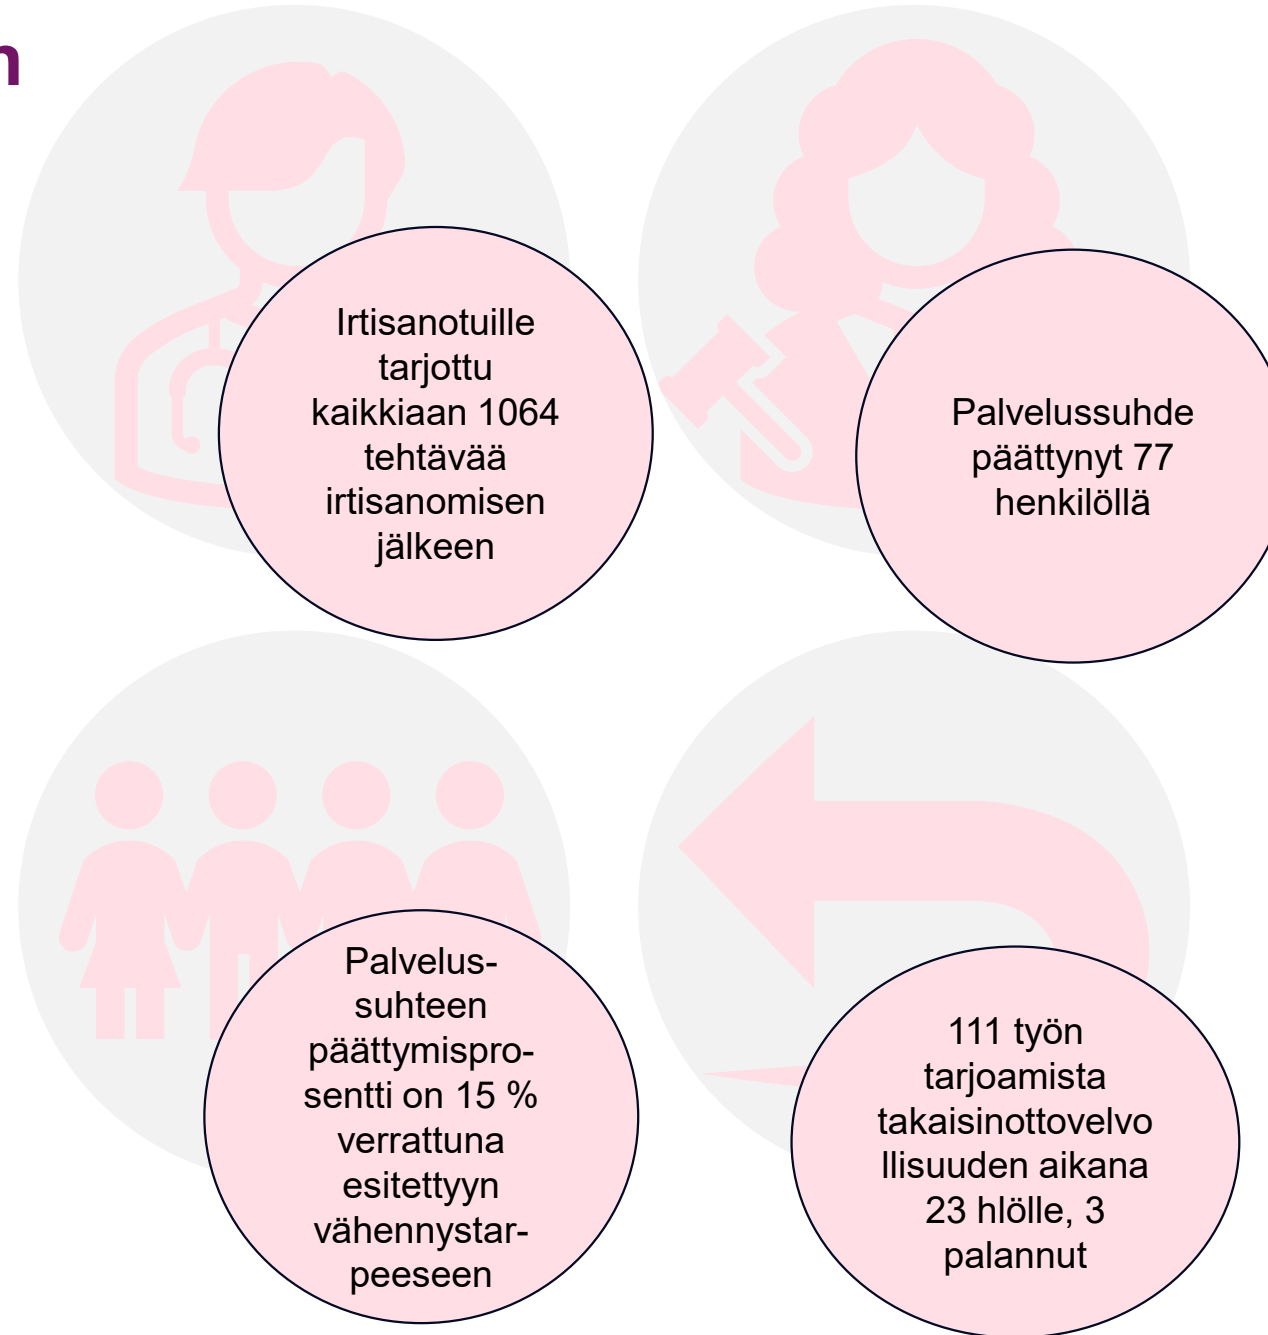 n
Irtisanotuille
tarjottu
kaikkiaan 1064
tehtävää
irtisanomisen
jälkeen
Palvelussuhde
päättynyt 77
henkilöllä
Palvelus-
suhteen
päättymispro-
sentti on 15 %
verrattuna
esitettyyn
vähennystar-
peeseen
111 työn
tarjoamista
takaisinottovelvo
llisuuden aikana
23 hlölle, 3
palannut